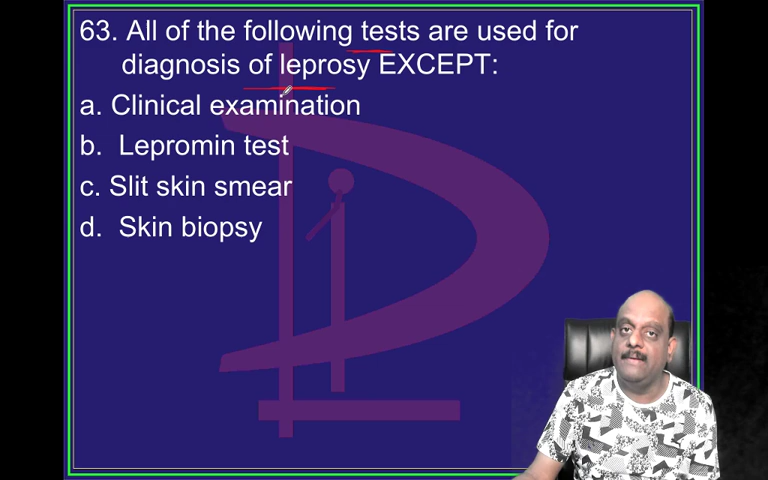 63. All of the following tests are used for
diagnosis of leprosy EXCEPT:
a. Clinical examination
b. Lepromin test
c. Slit skin smear
d. Skin biopsy